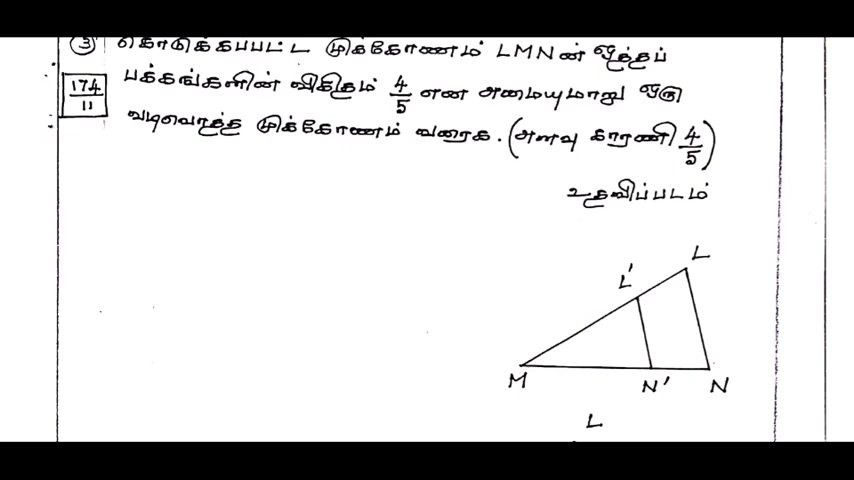 ③ கொடுக்கப்பட்ட முக்கோணம் LMNன் ஒத்தப்
174/11 பக்கங்களின் விகிதம் 4/5 என அமையுமாறு ஒரு
வடிவொத்த முக்கோணம் வரைக. (அளவு காரணி 4/5)
உதவிப்படம்
L
L'
M N' N
L